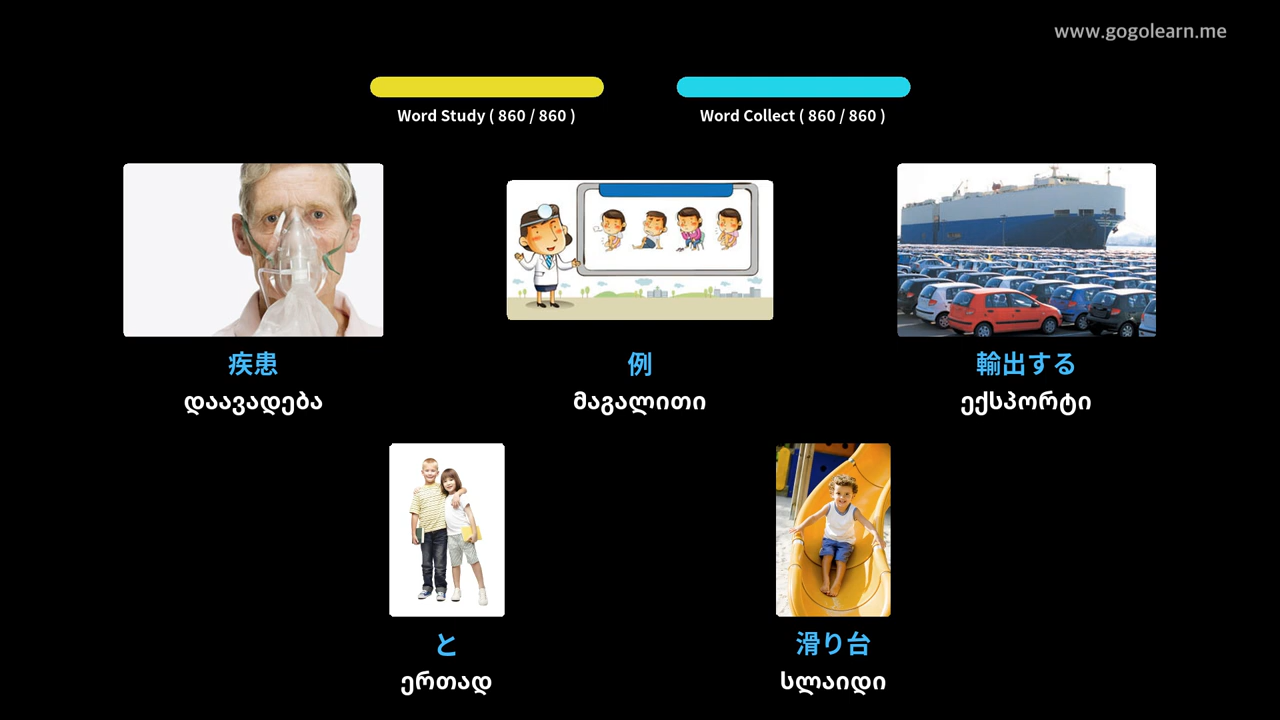 www.gogolearn.me
Word Study ( 860 / 860 )
Word Collect ( 860 / 860 )
疾患
დაავადება
例
მაგალითი
輸出する
ექსპორტი
と
ერთად
滑り台
სლაიდი